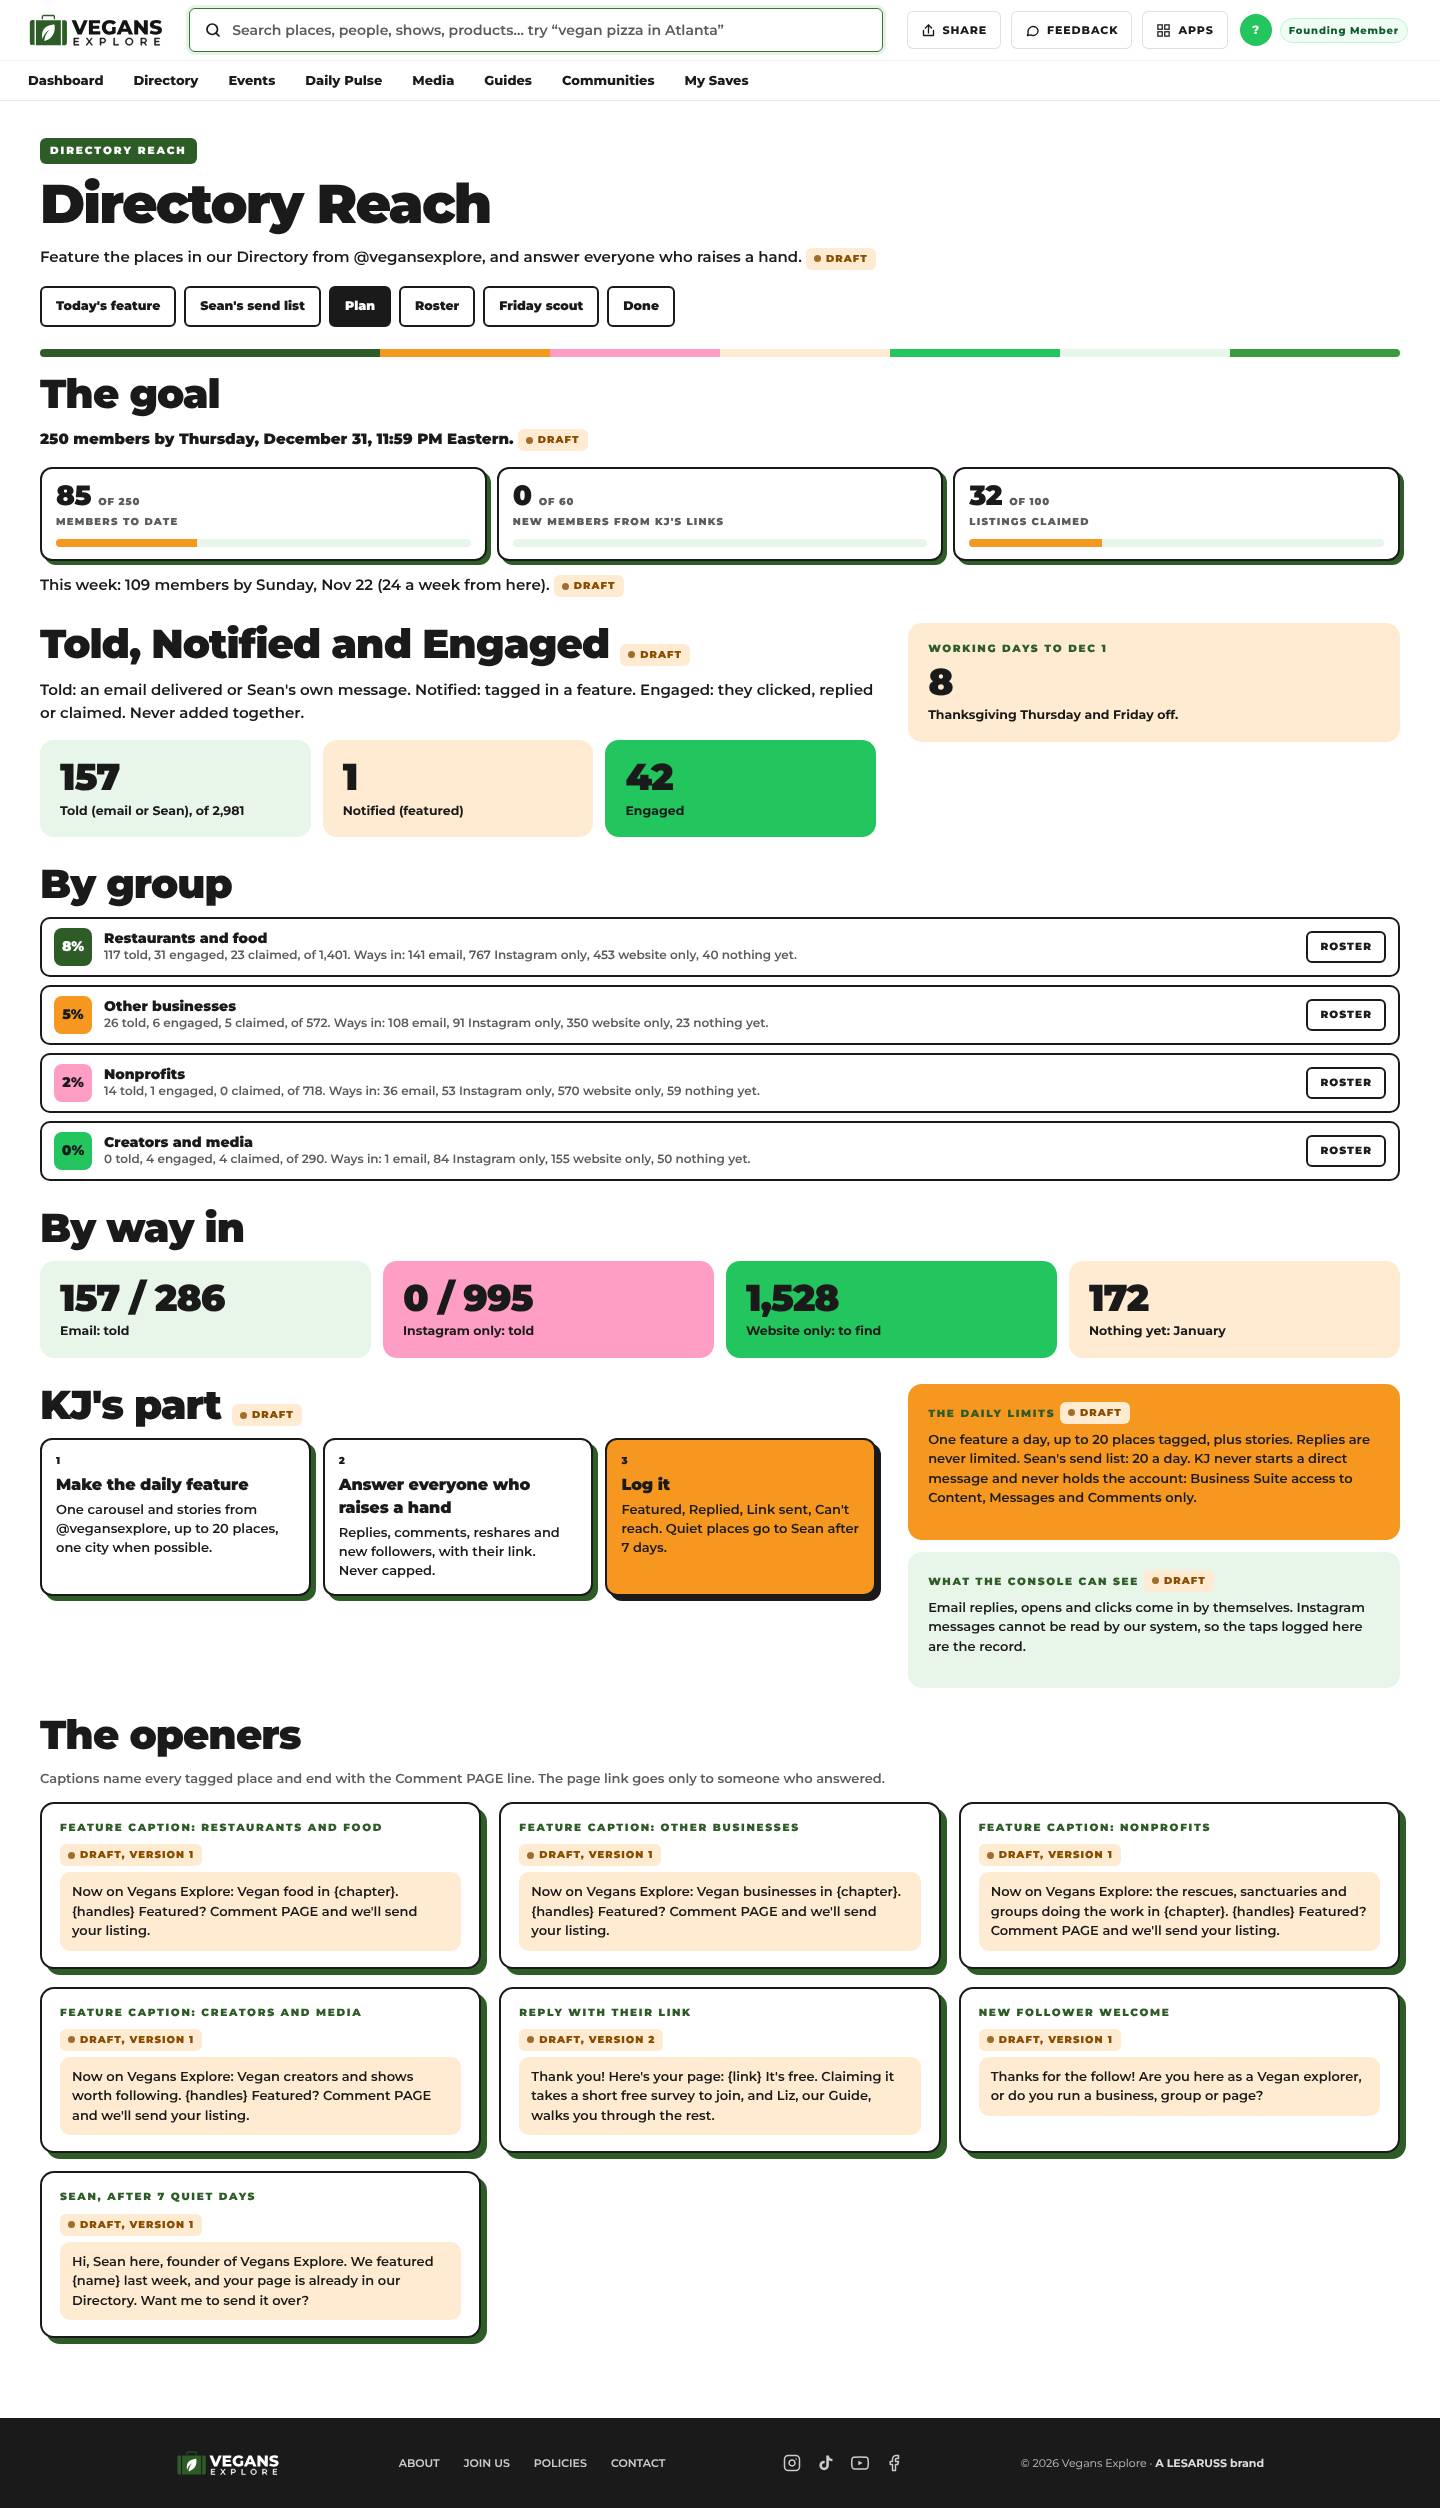 VEGANS
EXPLORE
Search places, people, shows, products... try “vegan pizza in Atlanta”
SHARE
FEEDBACK
APPS
?
Founding Member
Dashboard
Directory
Events
Daily Pulse
Media
Guides
Communities
My Saves
DIRECTORY REACH
Directory Reach
Feature the places in our Directory from @vegansexplore, and answer everyone who raises a hand. DRAFT
Today's feature
Sean's send list
Plan
Roster
Friday scout
Done
The goal
250 members by Thursday, December 31, 11:59 PM Eastern. DRAFT
85 OF 250
MEMBERS TO DATE
0 OF 60
NEW MEMBERS FROM KJ'S LINKS
32 OF 100
LISTINGS CLAIMED
This week: 109 members by Sunday, Nov 22 (24 a week from here). DRAFT
Told, Notified and Engaged DRAFT
Told: an email delivered or Sean's own message. Notified: tagged in a feature. Engaged: they clicked, replied
or claimed. Never added together.
157
Told (email or Sean), of 2,981
1
Notified (featured)
42
Engaged
WORKING DAYS TO DEC 1
8
Thanksgiving Thursday and Friday off.
By group
8%
Restaurants and food
117 told, 31 engaged, 23 claimed, of 1,401. Ways in: 141 email, 767 Instagram only, 453 website only, 40 nothing yet.
ROSTER
5%
Other businesses
26 told, 6 engaged, 5 claimed, of 572. Ways in: 108 email, 91 Instagram only, 350 website only, 23 nothing yet.
ROSTER
2%
Nonprofits
14 told, 1 engaged, 0 claimed, of 718. Ways in: 36 email, 53 Instagram only, 570 website only, 59 nothing yet.
ROSTER
0%
Creators and media
0 told, 4 engaged, 4 claimed, of 290. Ways in: 1 email, 84 Instagram only, 155 website only, 50 nothing yet.
ROSTER
By way in
157 / 286
Email: told
0 / 995
Instagram only: told
1,528
Website only: to find
172
Nothing yet: January
KJ's part DRAFT
1
Make the daily feature
One carousel and stories from
@vegansexplore, up to 20 places,
one city when possible.
2
Answer everyone who
raises a hand
Replies, comments, reshares and
new followers, with their link.
Never capped.
3
Log it
Featured, Replied, Link sent, Can't
reach. Quiet places go to Sean after
7 days.
THE DAILY LIMITS DRAFT
One feature a day, up to 20 places tagged, plus stories. Replies are
never limited. Sean's send list: 20 a day. KJ never starts a direct
message and never holds the account: Business Suite access to
Content, Messages and Comments only.
WHAT THE CONSOLE CAN SEE DRAFT
Email replies, opens and clicks come in by themselves. Instagram
messages cannot be read by our system, so the taps logged here
are the record.
The openers
Captions name every tagged place and end with the Comment PAGE line. The page link goes only to someone who answered.
FEATURE CAPTION: RESTAURANTS AND FOOD
DRAFT, VERSION 1
Now on Vegans Explore: Vegan food in {chapter}.
{handles} Featured? Comment PAGE and we'll send
your listing.
FEATURE CAPTION: OTHER BUSINESSES
DRAFT, VERSION 1
Now on Vegans Explore: Vegan businesses in {chapter}.
{handles} Featured? Comment PAGE and we'll send
your listing.
FEATURE CAPTION: NONPROFITS
DRAFT, VERSION 1
Now on Vegans Explore: the rescues, sanctuaries and
groups doing the work in {chapter}. {handles} Featured?
Comment PAGE and we'll send your listing.
FEATURE CAPTION: CREATORS AND MEDIA
DRAFT, VERSION 1
Now on Vegans Explore: Vegan creators and shows
worth following. {handles} Featured? Comment PAGE
and we'll send your listing.
REPLY WITH THEIR LINK
DRAFT, VERSION 2
Thank you! Here's your page: {link} It's free. Claiming it
takes a short free survey to join, and Liz, our Guide,
walks you through the rest.
NEW FOLLOWER WELCOME
DRAFT, VERSION 1
Thanks for the follow! Are you here as a Vegan explorer,
or do you run a business, group or page?
SEAN, AFTER 7 QUIET DAYS
DRAFT, VERSION 1
Hi, Sean here, founder of Vegans Explore. We featured
{name} last week, and your page is already in our
Directory. Want me to send it over?
VEGANS
EXPLORE
ABOUT
JOIN US
POLICIES
CONTACT
© 2026 Vegans Explore · A LESARUSS brand